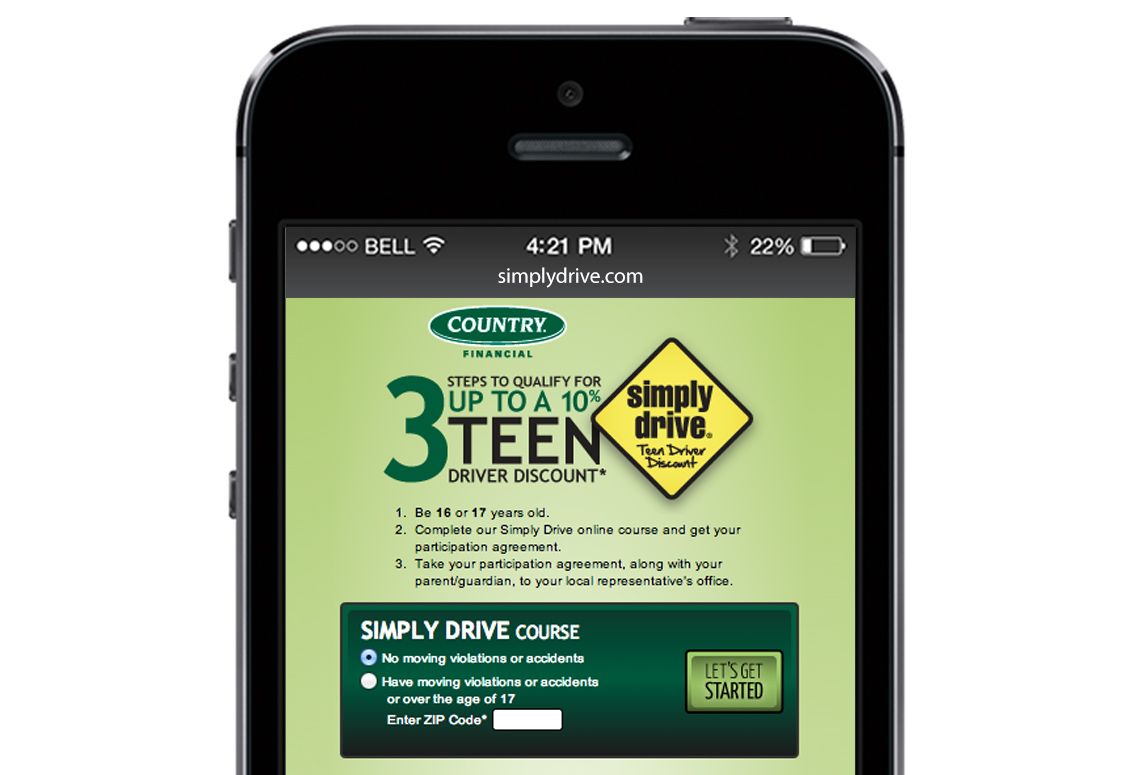 BELL 4:21 PM 22%
simplydrive.com
COUNTRY.
FINANCIAL
3 STEPS TO QUALIFY FOR
UP TO A 10%
TEEN
DRIVER DISCOUNT*
simply
drive®
Teen Driver
Discount
1. Be 16 or 17 years old.
2. Complete our Simply Drive online course and get your
participation agreement.
3. Take your participation agreement, along with your
parent/guardian, to your local representative's office.
SIMPLY DRIVE COURSE
No moving violations or accidents
Have moving violations or accidents
or over the age of 17
Enter ZIP Code*
LET'S GET
STARTED